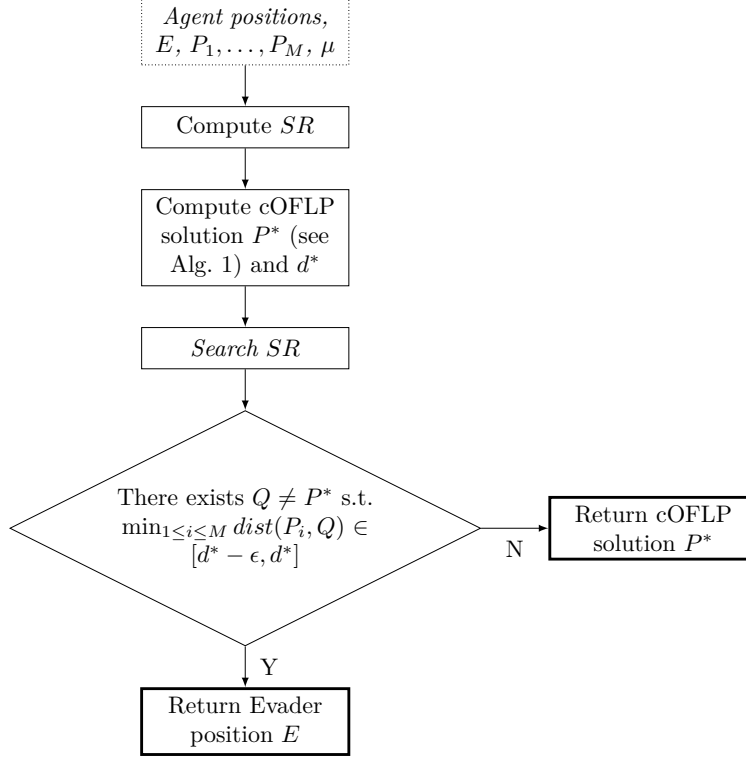 Agent positions,
E, P_1, ..., P_M, μ
Compute SR
Compute cOFLP
solution P* (see
Alg. 1) and d*
Search SR
There exists Q ≠ P* s.t.
min_{1≤i≤M} dist(P_i, Q) ∈
[d* − ϵ, d*]
Return cOFLP
solution P*
N
Y
Return Evader
position E